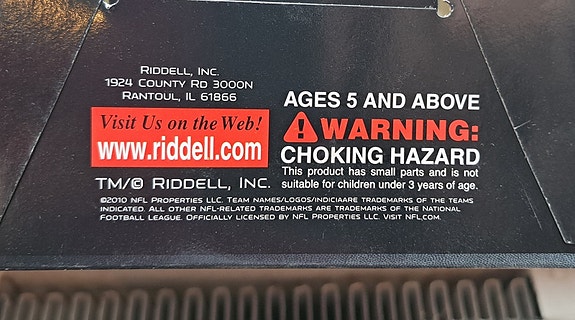 RIDDELL, INC.
1924 COUNTY RD 3000N
RANTOUL, IL 61866
Visit Us on the Web!
www.riddell.com
TM/© RIDDELL, INC.
AGES 5 AND ABOVE
WARNING:
CHOKING HAZARD
This product has small parts and is not
suitable for children under 3 years of age.
©2010 NFL PROPERTIES LLC. TEAM NAMES/LOGOS/INDICIAARE TRADEMARKS OF THE TEAMS
INDICATED. ALL OTHER NFL-RELATED TRADEMARKS ARE TRADEMARKS OF THE NATIONAL
FOOTBALL LEAGUE. OFFICIALLY LICENSED BY NFL PROPERTIES LLC. VISIT NFL.COM.